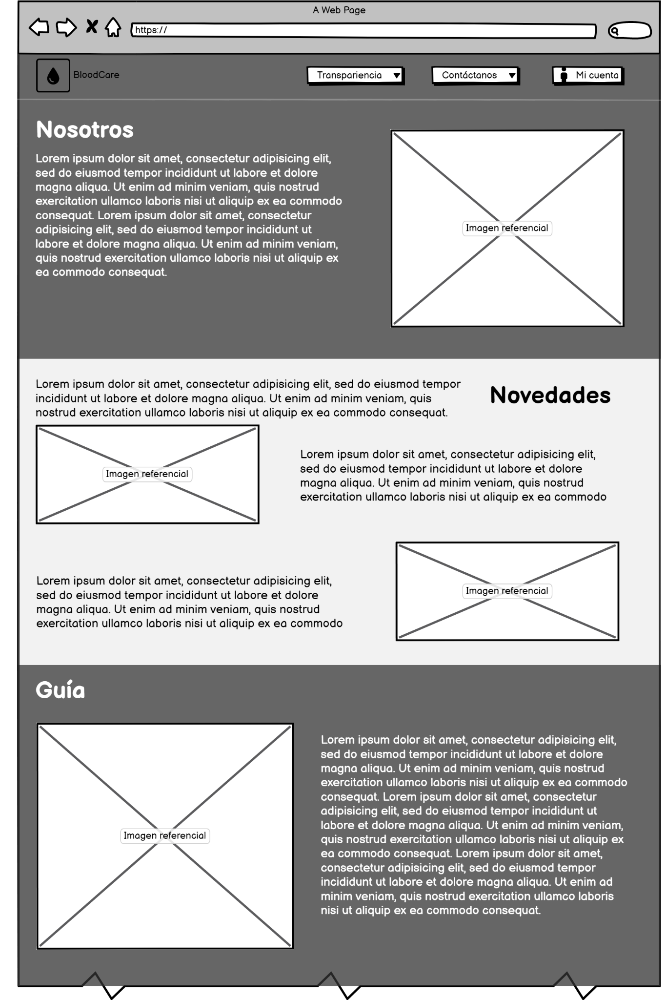 A Web Page
https://
BloodCare
Transpariencia
Contáctanos
Mi cuenta
Nosotros
Lorem ipsum dolor sit amet, consectetur adipisicing elit,
sed do eiusmod tempor incididunt ut labore et dolore
magna aliqua. Ut enim ad minim veniam, quis nostrud
exercitation ullamco laboris nisi ut aliquip ex ea commodo
consequat. Lorem ipsum dolor sit amet, consectetur
adipisicing elit, sed do eiusmod tempor incididunt ut
labore et dolore magna aliqua. Ut enim ad minim veniam,
quis nostrud exercitation ullamco laboris nisi ut aliquip ex
ea commodo consequat.
Imagen referencial
Lorem ipsum dolor sit amet, consectetur adipisicing elit, sed do eiusmod tempor
incididunt ut labore et dolore magna aliqua. Ut enim ad minim veniam, quis
nostrud exercitation ullamco laboris nisi ut aliquip ex ea commodo consequat.
Novedades
Imagen referencial
Lorem ipsum dolor sit amet, consectetur adipisicing elit,
sed do eiusmod tempor incididunt ut labore et dolore
magna aliqua. Ut enim ad minim veniam, quis nostrud
exercitation ullamco laboris nisi ut aliquip ex ea commodo
Lorem ipsum dolor sit amet, consectetur adipisicing elit,
sed do eiusmod tempor incididunt ut labore et dolore
magna aliqua. Ut enim ad minim veniam, quis nostrud
exercitation ullamco laboris nisi ut aliquip ex ea commodo
Imagen referencial
Guía
Imagen referencial
Lorem ipsum dolor sit amet, consectetur adipisicing elit,
sed do eiusmod tempor incididunt ut labore et dolore
magna aliqua. Ut enim ad minim veniam, quis nostrud
exercitation ullamco laboris nisi ut aliquip ex ea commodo
consequat. Lorem ipsum dolor sit amet, consectetur
adipisicing elit, sed do eiusmod tempor incididunt ut
labore et dolore magna aliqua. Ut enim ad minim veniam,
quis nostrud exercitation ullamco laboris nisi ut aliquip ex
ea commodo consequat. Lorem ipsum dolor sit amet,
consectetur adipisicing elit, sed do eiusmod tempor
incididunt ut labore et dolore magna aliqua. Ut enim ad
minim veniam, quis nostrud exercitation ullamco laboris
nisi ut aliquip ex ea commodo consequat.